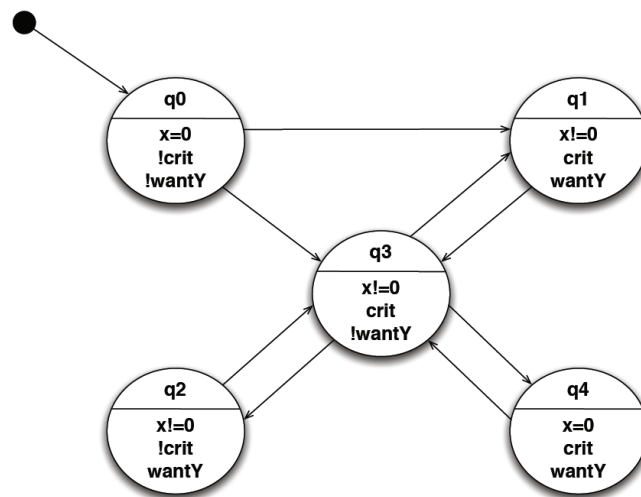 q0
x=0
!crit
!wantY
q1
x!=0
crit
wantY
q3
x!=0
crit
!wantY
q2
x!=0
!crit
wantY
q4
x=0
crit
wantY